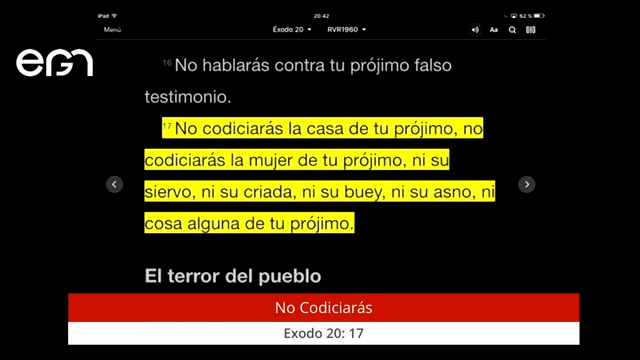 iPad 20:42 62 %
Menú Éxodo 20 RVR1960 Aa
egn
16 No hablarás contra tu prójimo falso
testimonio.
17 No codiciarás la casa de tu prójimo, no
codiciarás la mujer de tu prójimo, ni su
siervo, ni su criada, ni su buey, ni su asno, ni
cosa alguna de tu prójimo.
El terror del pueblo
No Codiciarás
Exodo 20: 17